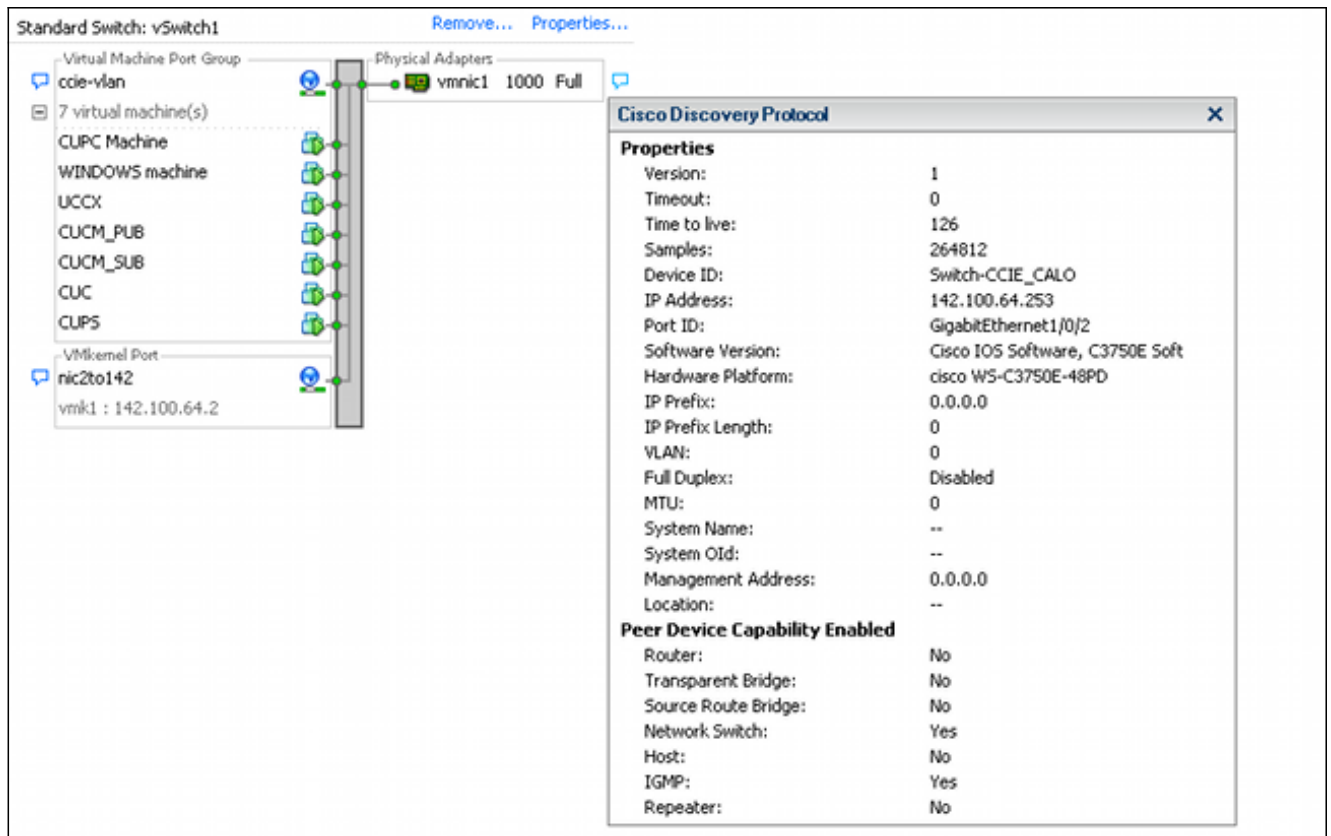 Standard Switch: vSwitch1 Remove... Properties...
Virtual Machine Port Group
ccie-vlan
7 virtual machine(s)
CUPC Machine
WINDOWS machine
UCCX
CUCM_PUB
CUCM_SUB
CUC
CUPS
VMkernel Port
nic2to142
vmk1 : 142.100.64.2
Physical Adapters
vmnic1 1000 Full
Cisco Discovery Protocol
Properties
Version: 1
Timeout: 0
Time to live: 126
Samples: 264812
Device ID: Switch-CCIE_CALO
IP Address: 142.100.64.253
Port ID: GigabitEthernet1/0/2
Software Version: Cisco IOS Software, C3750E Soft
Hardware Platform: cisco WS-C3750E-48PD
IP Prefix: 0.0.0.0
IP Prefix Length: 0
VLAN: 0
Full Duplex: Disabled
MTU: 0
System Name: --
System OId: --
Management Address: 0.0.0.0
Location: --
Peer Device Capability Enabled
Router: No
Transparent Bridge: No
Source Route Bridge: No
Network Switch: Yes
Host: No
IGMP: Yes
Repeater: No